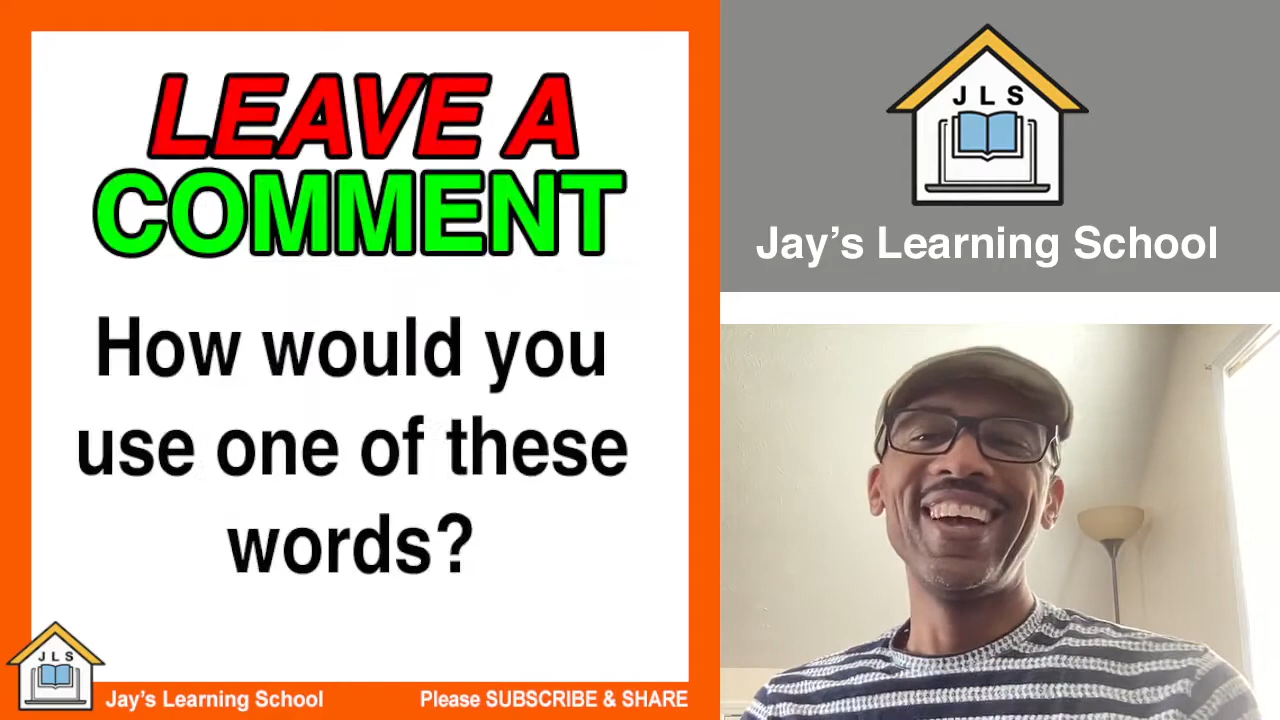 LEAVE A
COMMENT
How would you
use one of these
words?
JLS
Jay's Learning School
Please SUBSCRIBE & SHARE
JLS
Jay's Learning School